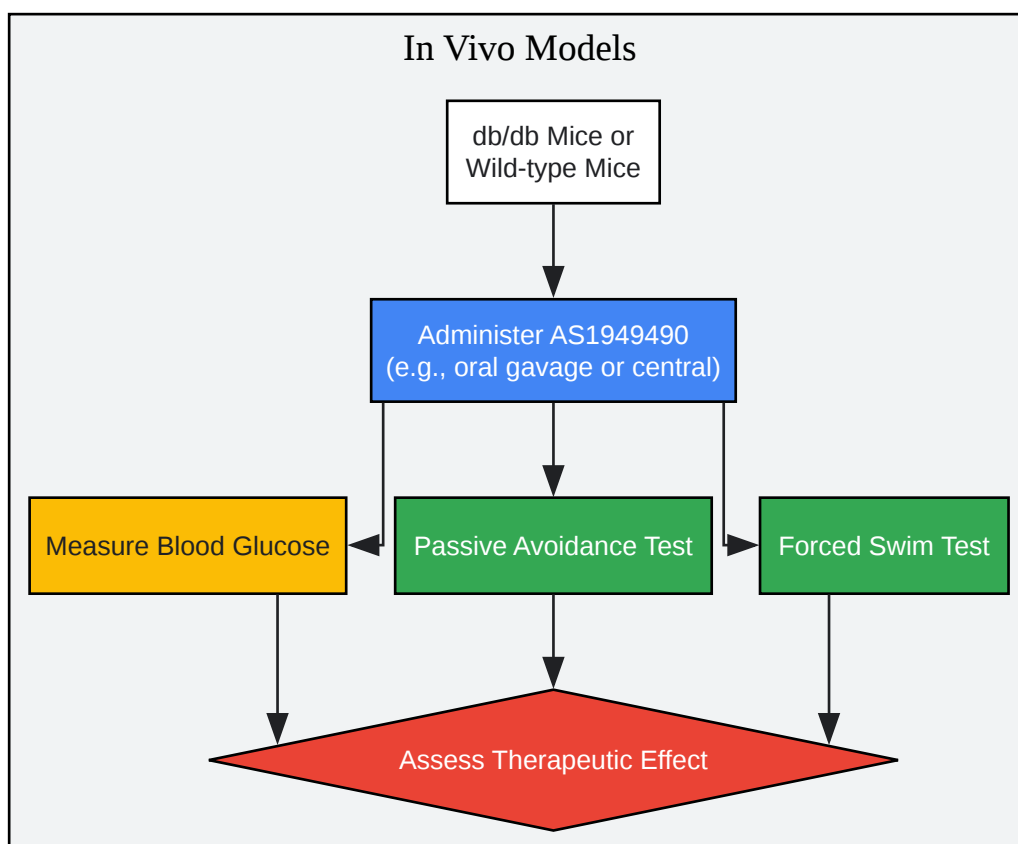 In Vivo Models
db/db Mice or
Wild-type Mice
Administer AS1949490
(e.g., oral gavage or central)
Measure Blood Glucose
Passive Avoidance Test
Forced Swim Test
Assess Therapeutic Effect